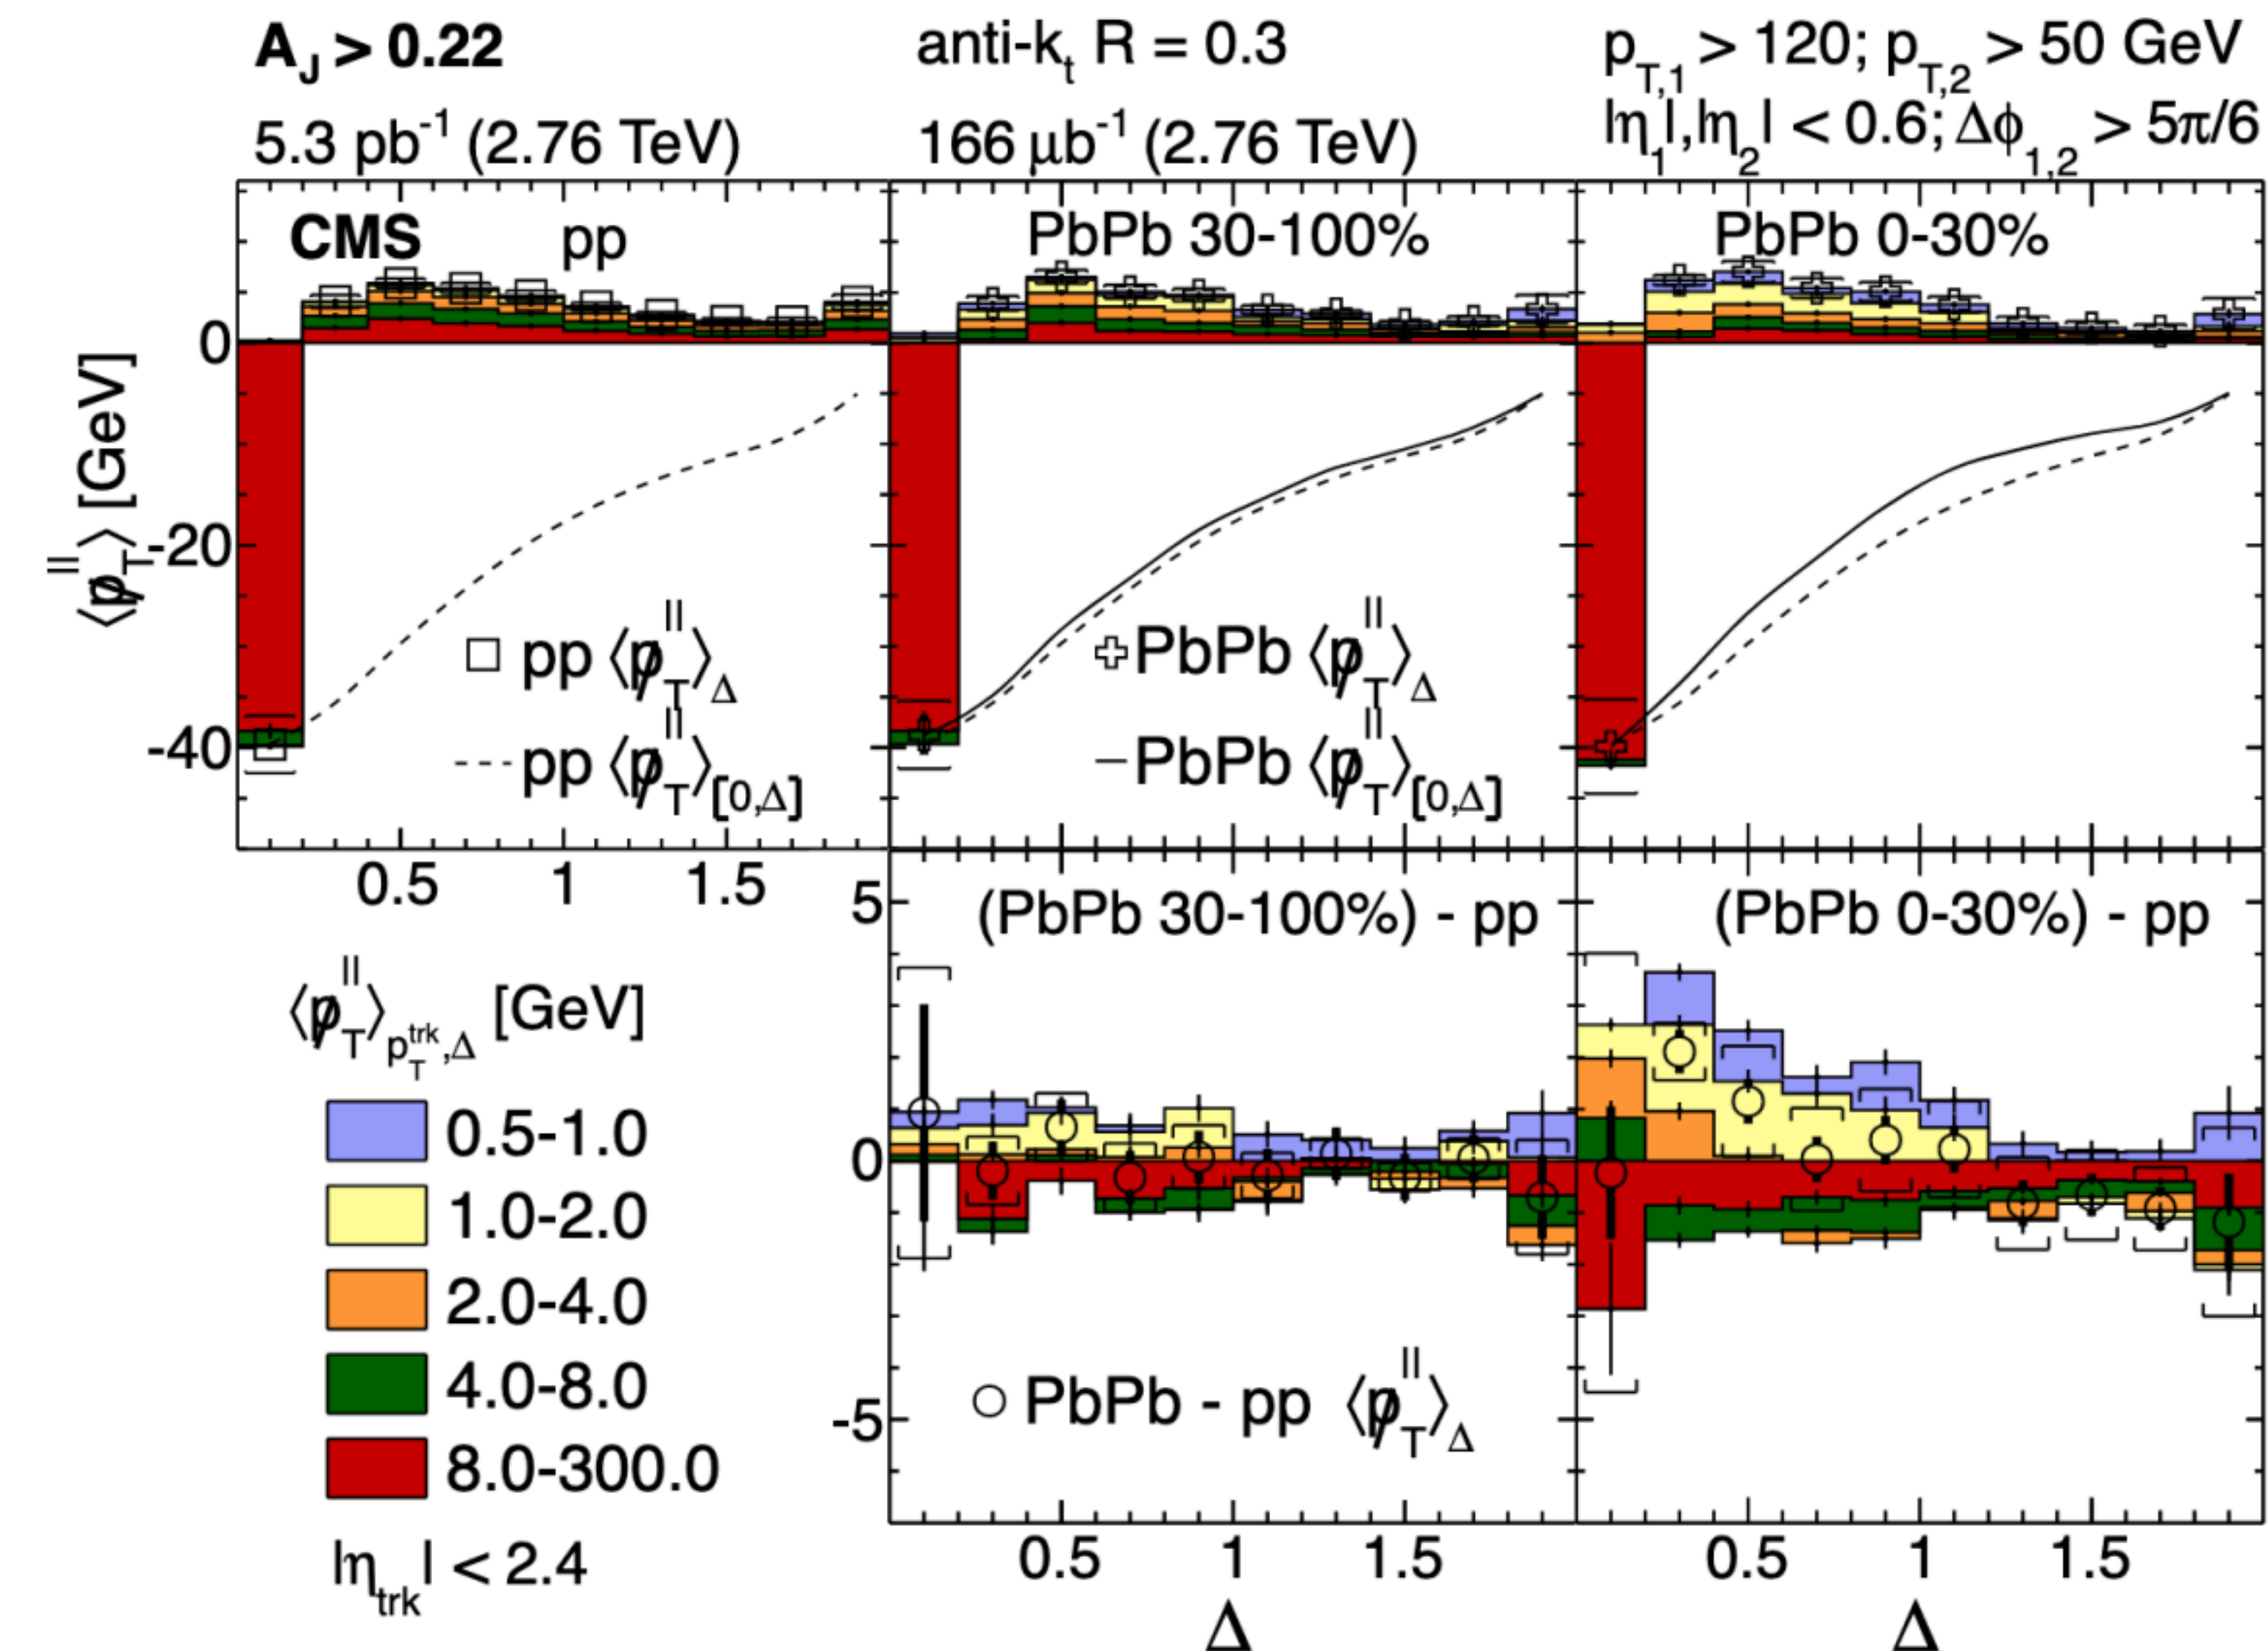 A_J > 0.22 anti-k_t R = 0.3 p_T,1 > 120; p_T,2 > 50 GeV
5.3 pb^-1 (2.76 TeV) 166 μb^-1 (2.76 TeV) |η_1|,|η_2| < 0.6; Δϕ_1,2 > 5π/6
CMS pp PbPb 30-100% PbPb 0-30%
0
⟨p̸_T^||⟩ [GeV]
-20
-40
pp ⟨p̸_T^||⟩_Δ
pp ⟨p̸_T^||⟩_[0,Δ]
PbPb ⟨p̸_T^||⟩_Δ
PbPb ⟨p̸_T^||⟩_[0,Δ]
0.5 1 1.5
5 (PbPb 30-100%) - pp (PbPb 0-30%) - pp
0
-5
PbPb - pp ⟨p̸_T^||⟩_Δ
0.5 1 1.5 0.5 1 1.5
Δ Δ
⟨p̸_T^||⟩_p_T^trk,Δ [GeV]
0.5-1.0
1.0-2.0
2.0-4.0
4.0-8.0
8.0-300.0
|η_trk| < 2.4